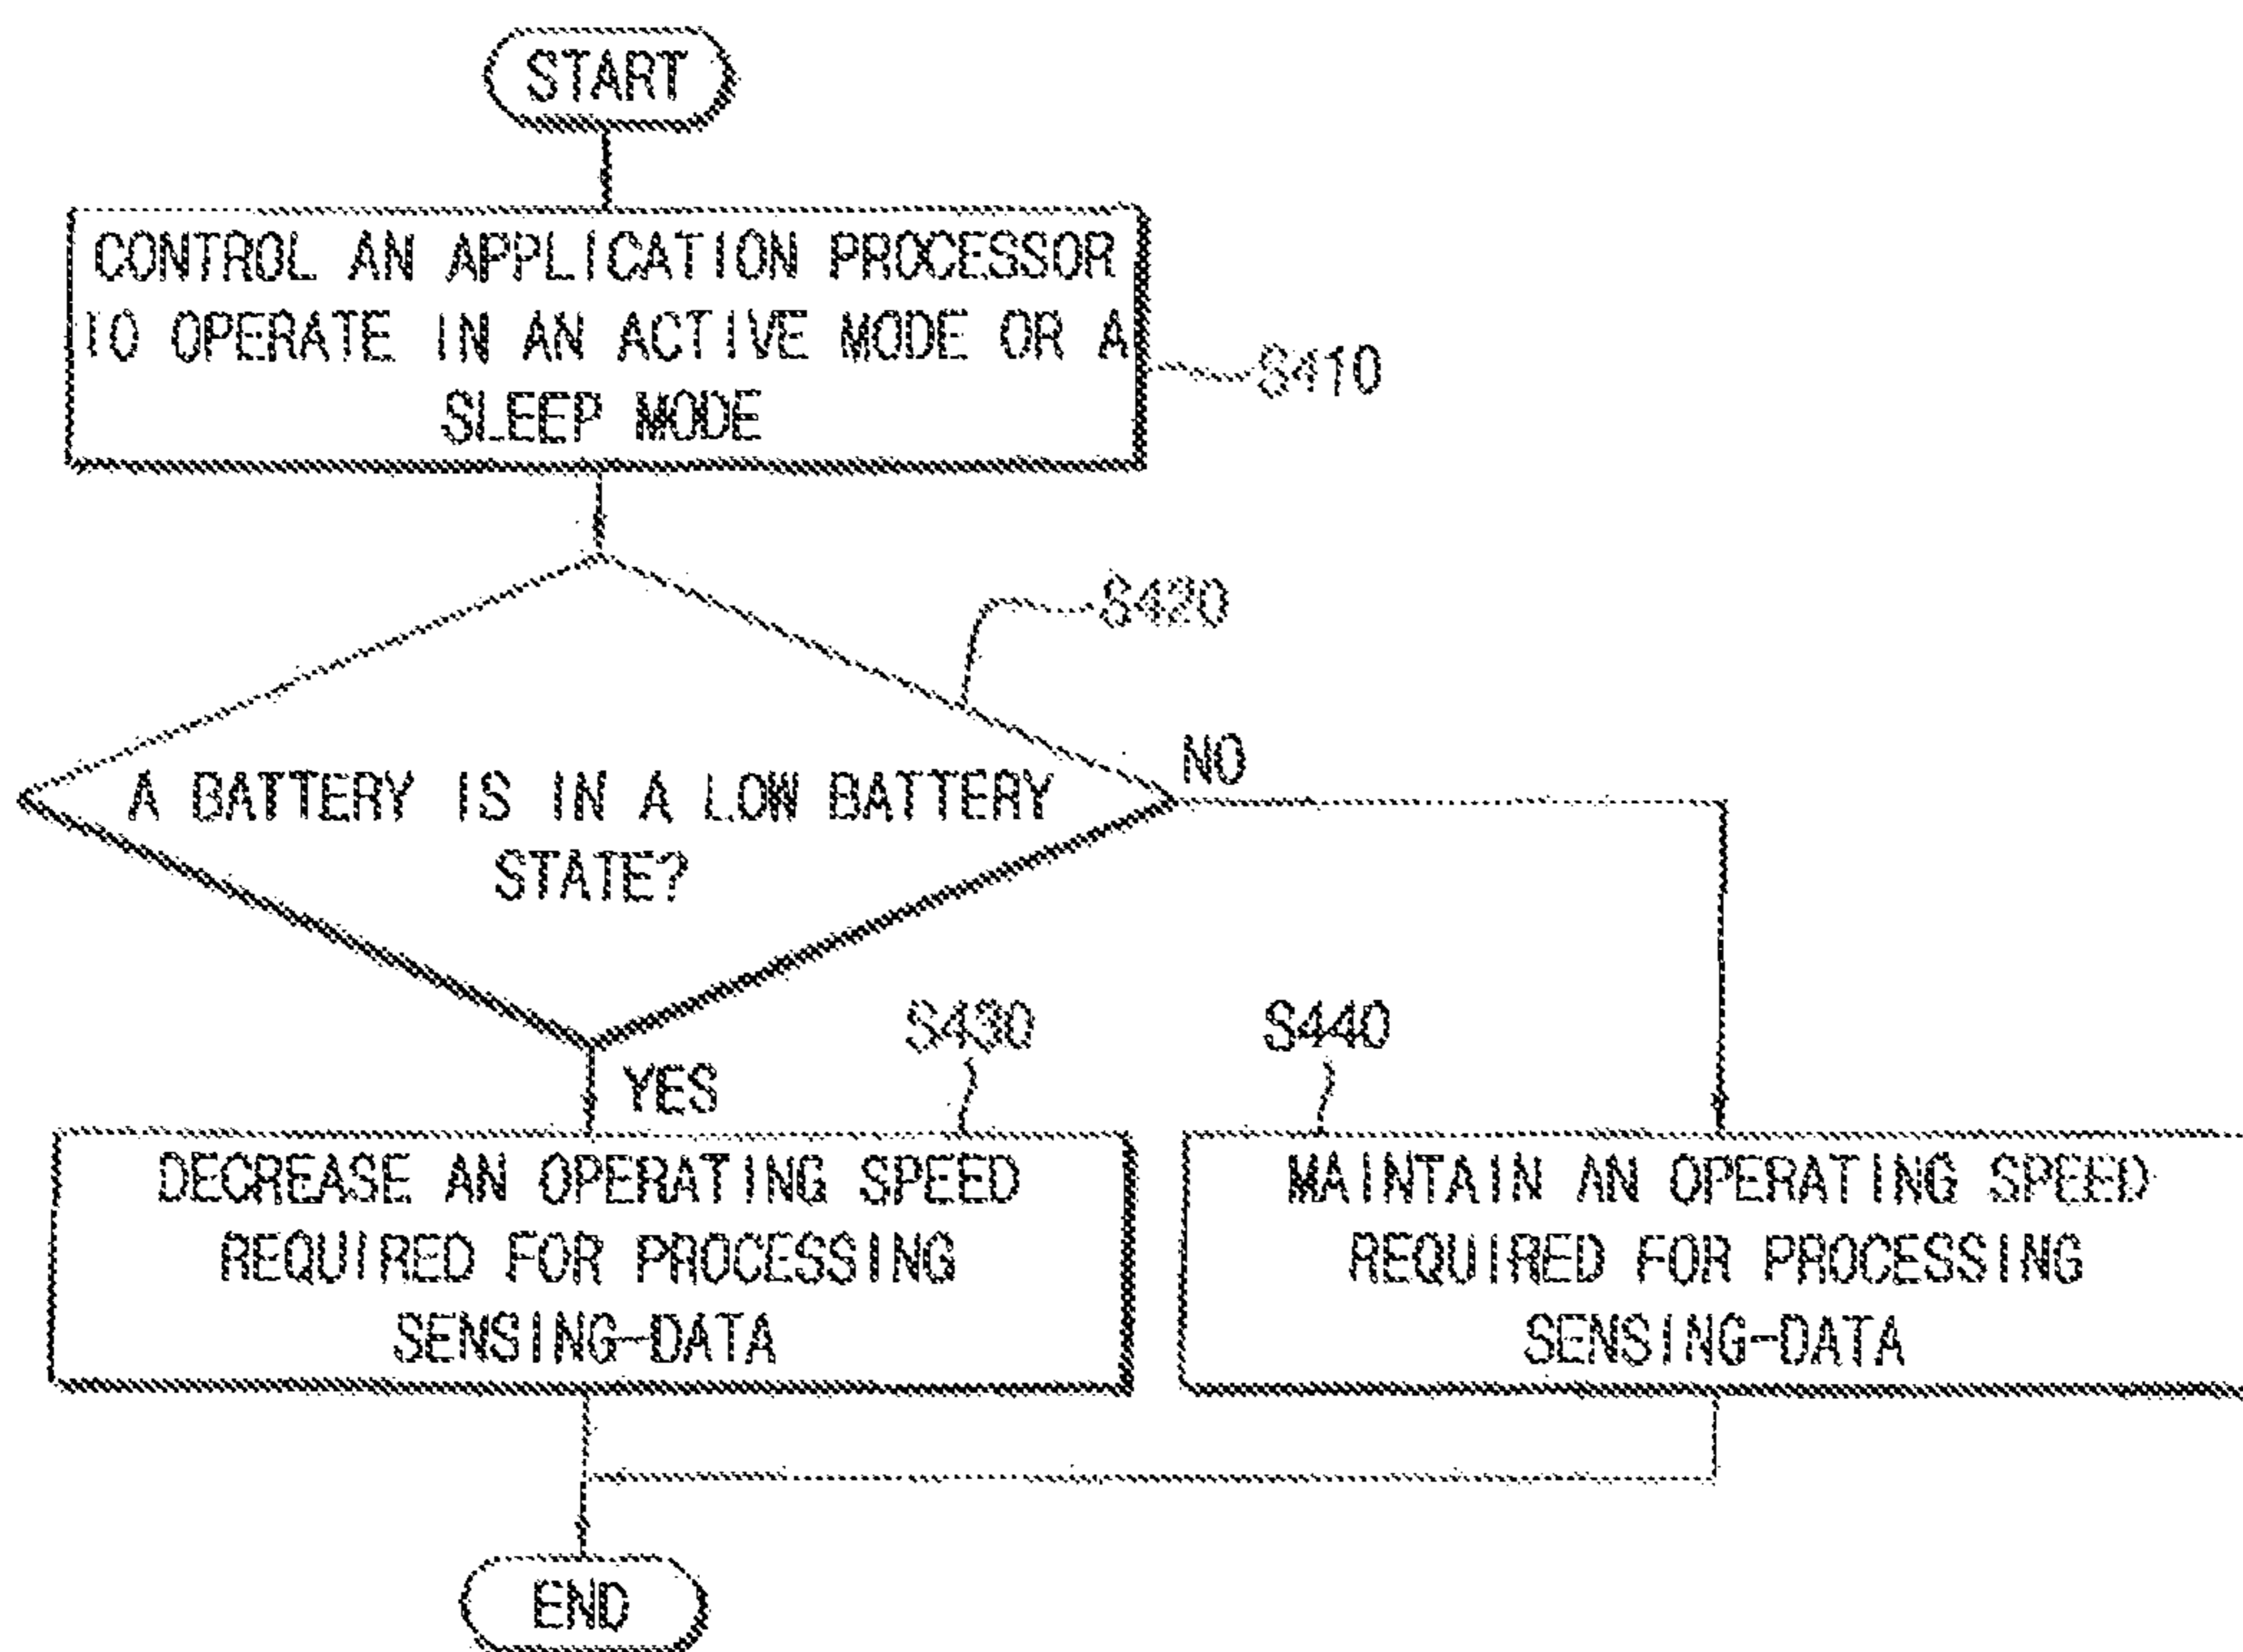 START
CONTROL AN APPLICATION PROCESSOR
TO OPERATE IN AN ACTIVE MODE OR A
SLEEP MODE
S410
S420
A BATTERY IS IN A LOW BATTERY
STATE?
NO
YES
S430
S440
DECREASE AN OPERATING SPEED
REQUIRED FOR PROCESSING
SENSING-DATA
MAINTAIN AN OPERATING SPEED
REQUIRED FOR PROCESSING
SENSING-DATA
END